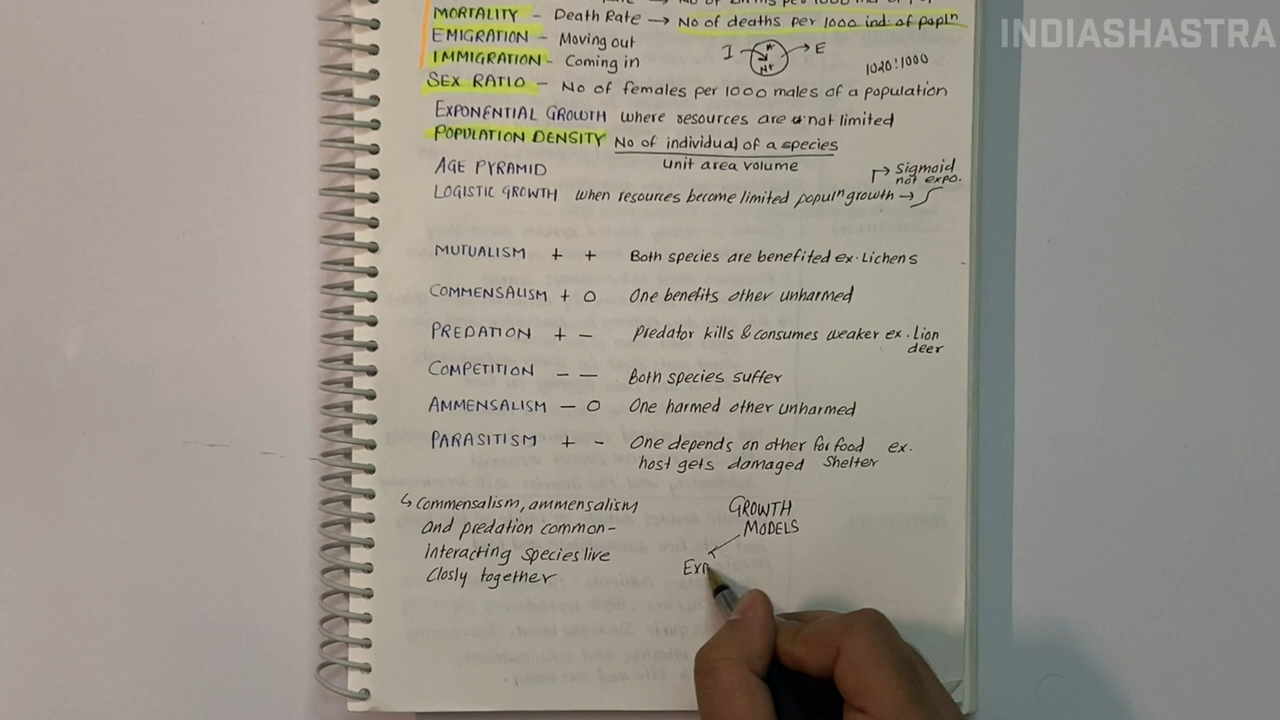 INDIASHASTRA
MORTALITY - Death Rate → No of deaths per 1000 ind. of popln
EMIGRATION - Moving out
I E
IMMIGRATION - Coming in
1020:1000
SEX RATIO - No of females per 1000 males of a population
EXPONENTIAL GROWTH where resources are not limited
POPULATION DENSITY No of individual of a species
unit area volume
AGE PYRAMID
→ Sigmoid
not expo.
LOGISTIC GROWTH when resources become limited populn growth →
MUTUALISM + + Both species are benefited ex. Lichens
COMMENSALISM + O One benefits other unharmed
PREDATION + - Predator kills & consumes weaker ex. Lion
deer
COMPETITION - - Both species suffer
AMMENSALISM - O One harmed other unharmed
PARASITISM + - One depends on other for food ex.
host gets damaged shelter
↳ Commensalism, ammensalism
and predation common-
interacting species live
closly together
GROWTH
MODELS
Exp